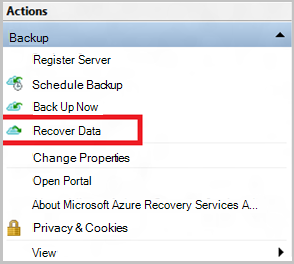 Actions
Backup
Register Server
Schedule Backup
Back Up Now
Recover Data
Change Properties
Open Portal
About Microsoft Azure Recovery Services A...
Privacy & Cookies
View